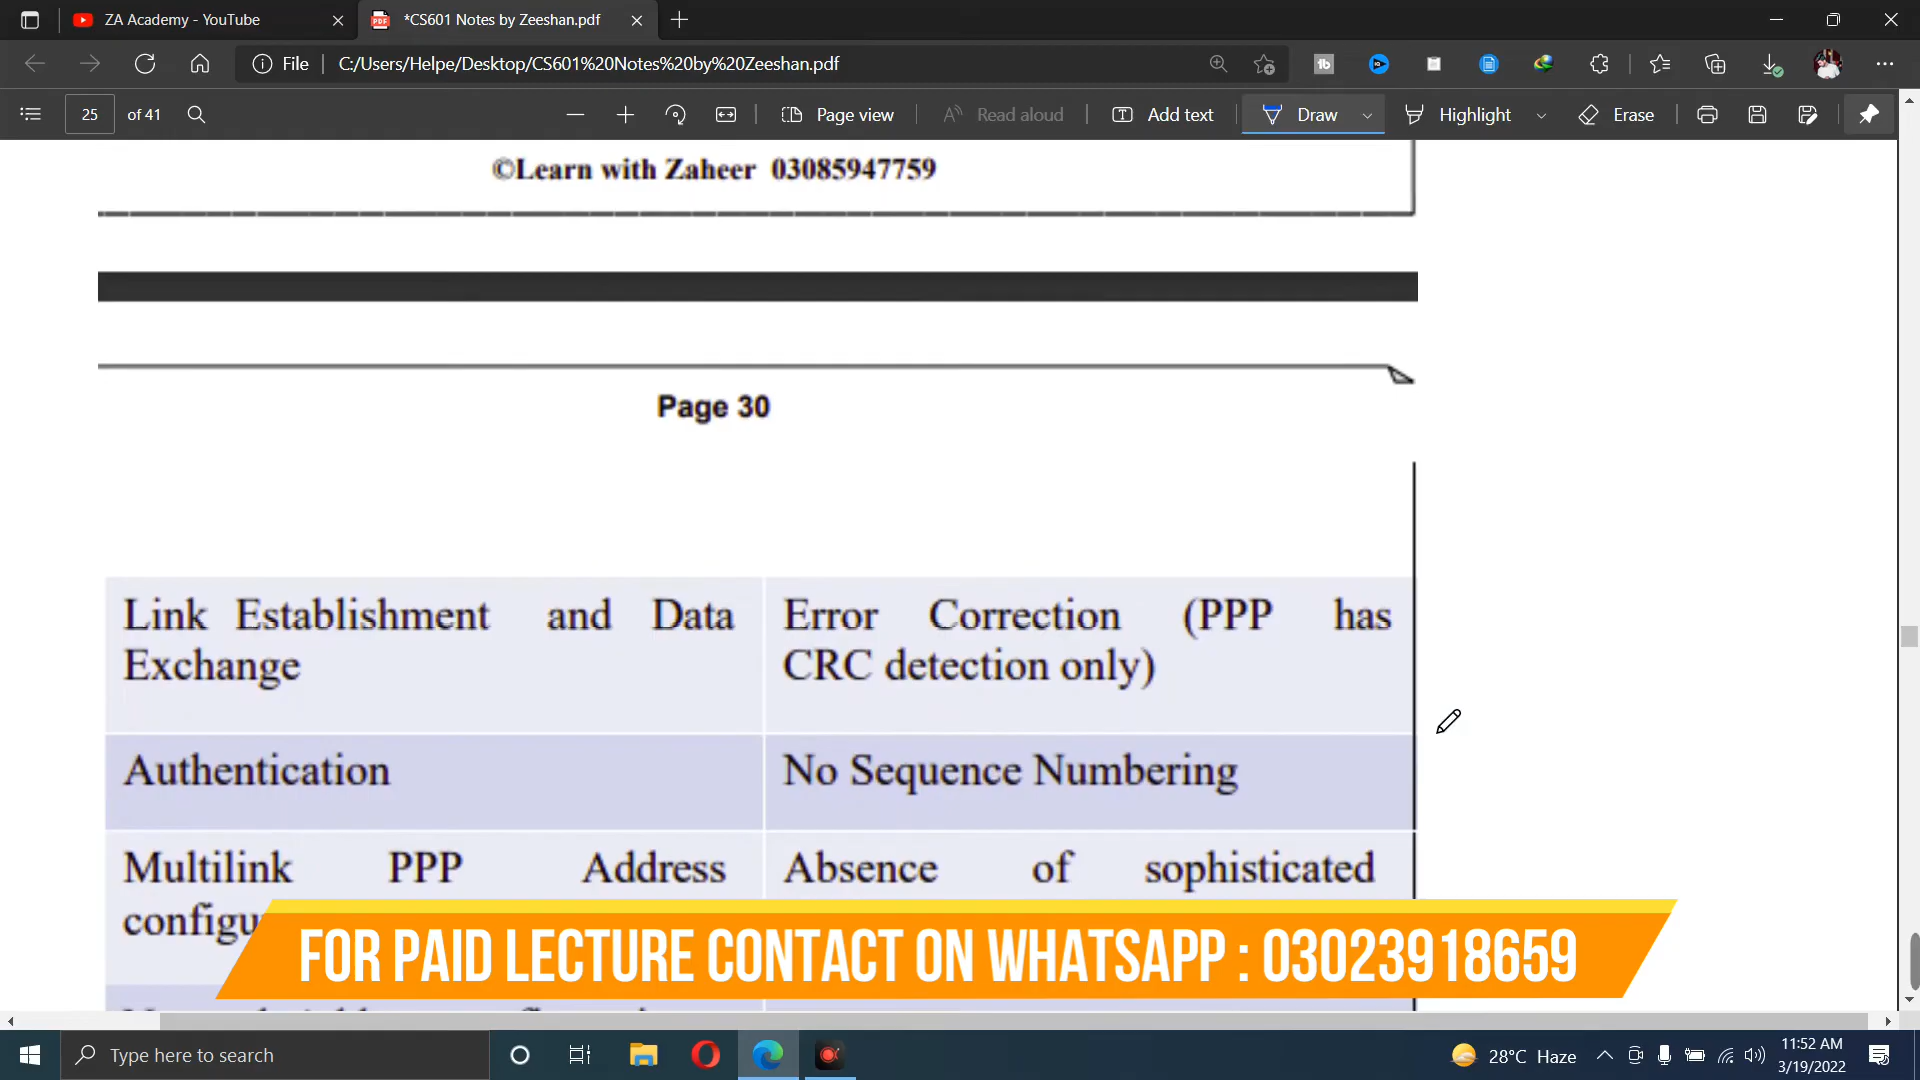 ZA Academy - YouTube
*CS601 Notes by Zeeshan.pdf
File
C:/Users/Helpe/Desktop/CS601%20Notes%20by%20Zeeshan.pdf
25 of 41
Page view
Read aloud
Add text
Draw
Highlight
Erase
©Learn with Zaheer 03085947759
Page 30
Link Establishment and Data
Exchange
Error Correction (PPP has
CRC detection only)
Authentication
No Sequence Numbering
Multilink PPP Address
Absence of sophisticated
FOR PAID LECTURE CONTACT ON WHATSAPP : 03023918659
Type here to search
28°C Haze
11:52 AM
3/19/2022